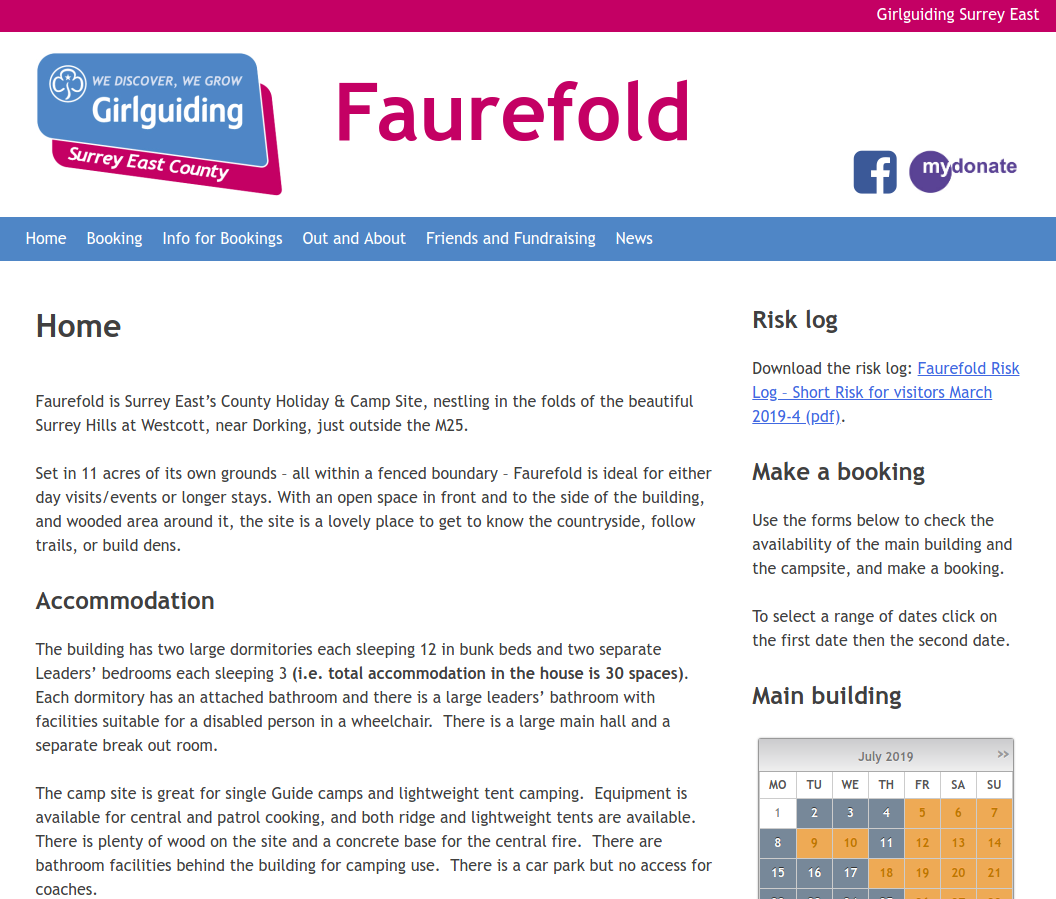 Girlguiding Surrey East
WE DISCOVER, WE GROW
Girlguiding
Surrey East County
Faurefold
f
mydonate
Home Booking Info for Bookings Out and About Friends and Fundraising News
Home
Faurefold is Surrey East’s County Holiday & Camp Site, nestling in the folds of the beautiful
Surrey Hills at Westcott, near Dorking, just outside the M25.
Set in 11 acres of its own grounds – all within a fenced boundary – Faurefold is ideal for either
day visits/events or longer stays. With an open space in front and to the side of the building,
and wooded area around it, the site is a lovely place to get to know the countryside, follow
trails, or build dens.
Accommodation
The building has two large dormitories each sleeping 12 in bunk beds and two separate
Leaders’ bedrooms each sleeping 3 (i.e. total accommodation in the house is 30 spaces).
Each dormitory has an attached bathroom and there is a large leaders’ bathroom with
facilities suitable for a disabled person in a wheelchair.  There is a large main hall and a
separate break out room.
The camp site is great for single Guide camps and lightweight tent camping.  Equipment is
available for central and patrol cooking, and both ridge and lightweight tents are available.
There is plenty of wood on the site and a concrete base for the central fire.  There are
bathroom facilities behind the building for camping use.  There is a car park but no access for
coaches.
Risk log
Download the risk log: Faurefold Risk
Log – Short Risk for visitors March
2019-4 (pdf).
Make a booking
Use the forms below to check the
availability of the main building and
the campsite, and make a booking.
To select a range of dates click on
the first date then the second date.
Main building
July 2019 >>
MO TU WE TH FR SA SU
1 2 3 4 5 6 7
8 9 10 11 12 13 14
15 16 17 18 19 20 21